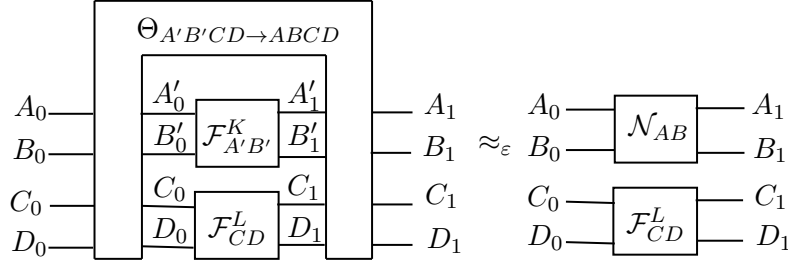 Θ_{A'B'CD→ABCD}
A_0 A'_0 A'_1 A_1 A_0 A_1
F^K_{A'B'} N_{AB}
B_0 B'_0 B'_1 B_1 ≈_ε B_0 B_1
C_0 C_0 C_1 C_1 C_0 C_1
F^L_{CD} F^L_{CD}
D_0 D_0 D_1 D_1 D_0 D_1